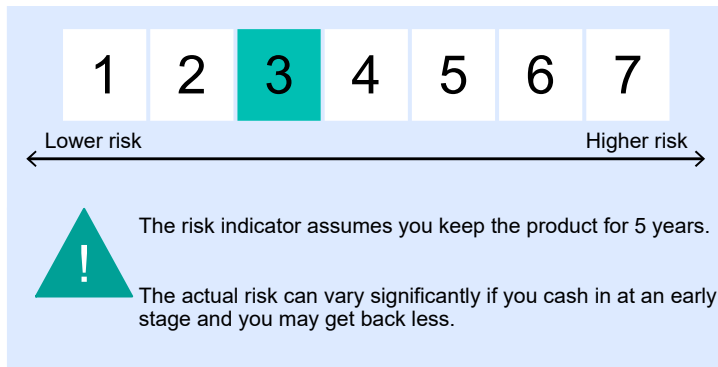 1 2 3 4 5 6 7
Lower risk Higher risk
!
The risk indicator assumes you keep the product for 5 years.
The actual risk can vary significantly if you cash in at an early
stage and you may get back less.